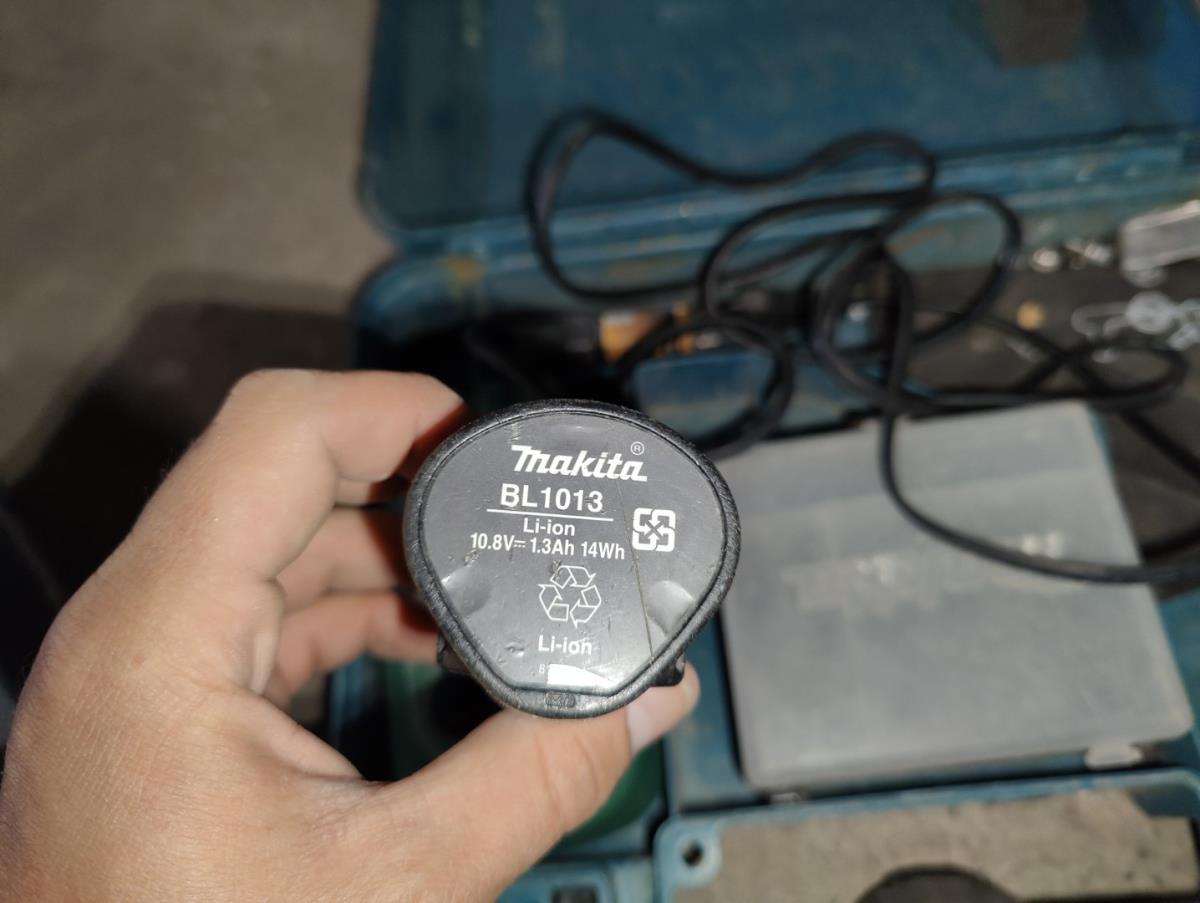 makita®
BL1013
Li-ion
10.8V⎓ 1.3Ah 14Wh
Li-ion